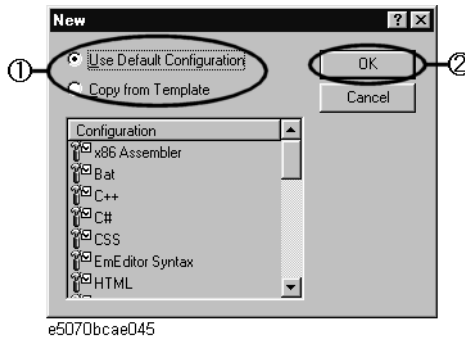 New
① Use Default Configuration OK ②
Copy from Template Cancel
Configuration
x86 Assembler
Bat
C++
C#
CSS
EmEditor Syntax
HTML
e5070bcae045